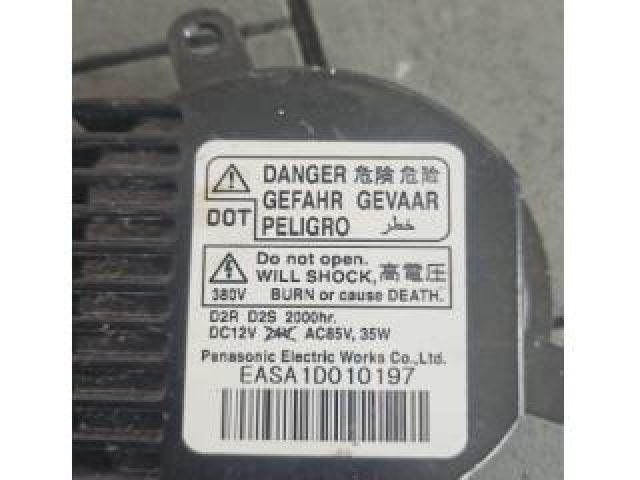 DANGER 危険 危险
GEFAHR GEVAAR
DOT PELIGRO خطر
Do not open.
WILL SHOCK, 高電圧
380V BURN or cause DEATH.
D2R D2S 2000hr.
DC12V 24V AC85V, 35W
Panasonic Electric Works Co.,Ltd.
EASA1D010197